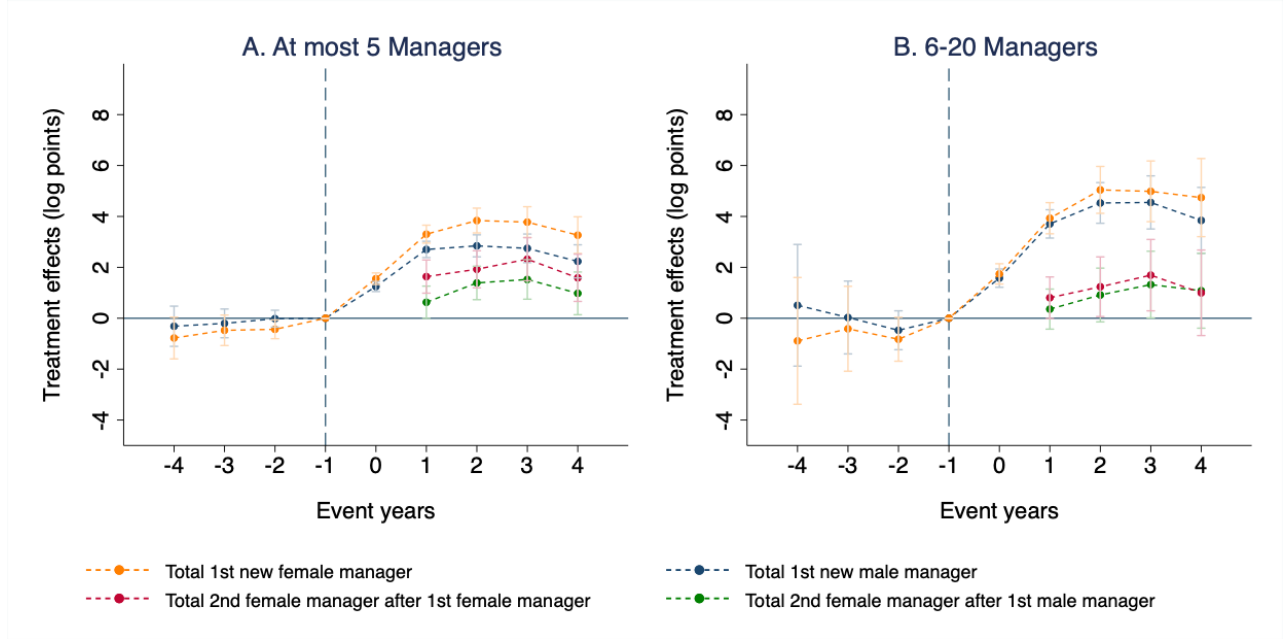 A. At most 5 Managers
Treatment effects (log points)
8
6
4
2
0
-2
-4
-4 -3 -2 -1 0 1 2 3 4
Event years
B. 6-20 Managers
Treatment effects (log points)
8
6
4
2
0
-2
-4
-4 -3 -2 -1 0 1 2 3 4
Event years
Total 1st new female manager
Total 1st new male manager
Total 2nd female manager after 1st female manager
Total 2nd female manager after 1st male manager